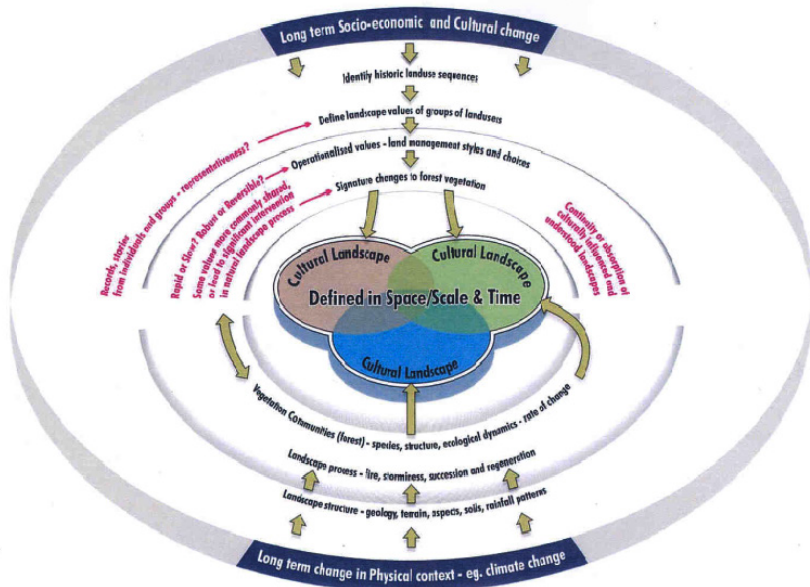 Long term Socio-economic and Cultural change
Identify historic landuse sequences
Define landscape values of groups of landusers
Operationalised values - land management styles and choices
Signature changes to forest vegetation
Records, stories
from individuals and groups - representativeness?
Rapid or Slow? Robust or Reversible?
Some values more commonly shared,
or lead to significant intervention
in natural landscape process
Continuity or absorption of
culturally influenced and
understood landscapes
Cultural Landscape
Cultural Landscape
Defined in Space/Scale & Time
Cultural Landscape
Vegetation Communities (forest) - species, structure, ecological dynamics - rate of change
Landscape process - fire, storminess, succession and regeneration
Landscape structure - geology, terrain, aspects, soils, rainfall patterns
Long term change in Physical context - eg. climate change